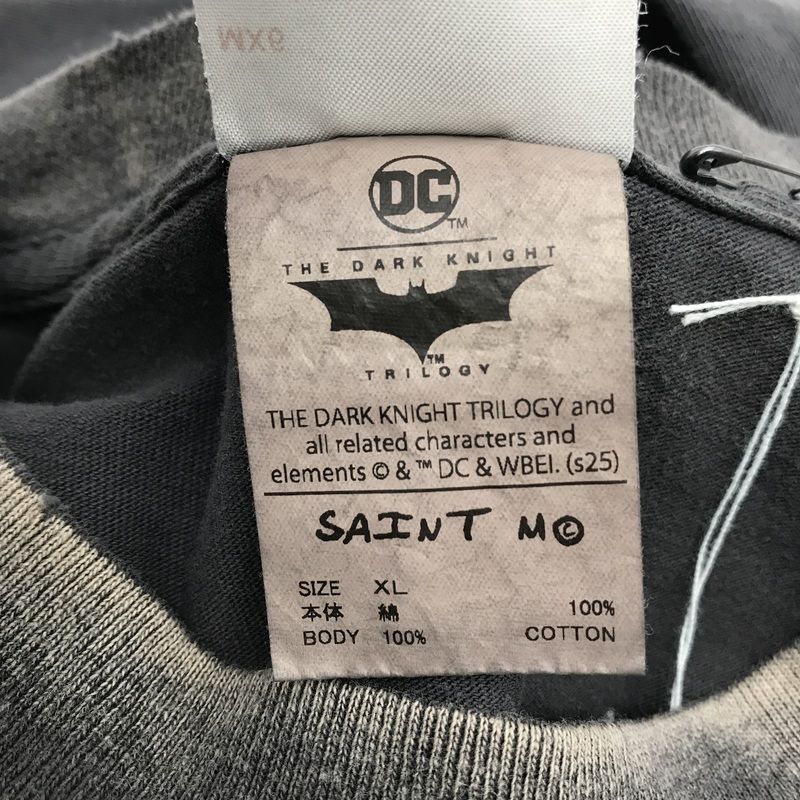 MX6
DC
TM
THE DARK KNIGHT
TM
TRILOGY
THE DARK KNIGHT TRILOGY and
all related characters and
elements © & ™ DC & WBEI. (s25)
SAINT M©
SIZE XL
本体 綿 100%
BODY 100% COTTON